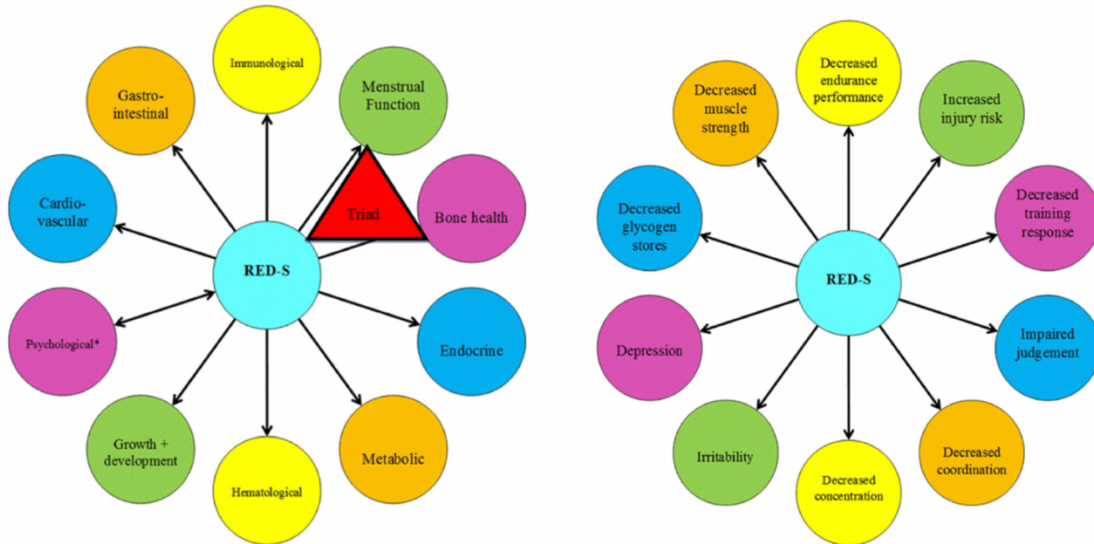 Immunological
Gastro-
intestinal
Menstrual
Function
Cardio-
vascular
Triad
Bone health
RED-S
Psychological*
Endocrine
Growth +
development
Metabolic
Hematological
Decreased
endurance
performance
Decreased
muscle
strength
Increased
injury risk
Decreased
glycogen
stores
Decreased
training
response
RED-S
Depression
Impaired
judgement
Irritability
Decreased
coordination
Decreased
concentration